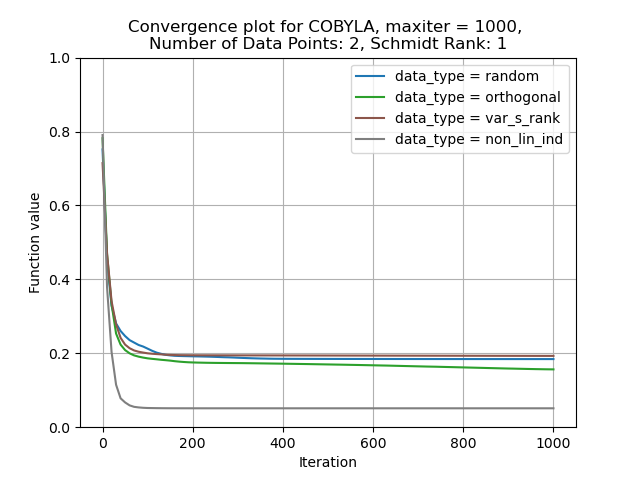 Convergence plot for COBYLA, maxiter = 1000,
Number of Data Points: 2, Schmidt Rank: 1
data_type = random
data_type = orthogonal
data_type = var_s_rank
data_type = non_lin_ind
Function value
1.0
0.8
0.6
0.4
0.2
0.0
0 200 400 600 800 1000
Iteration